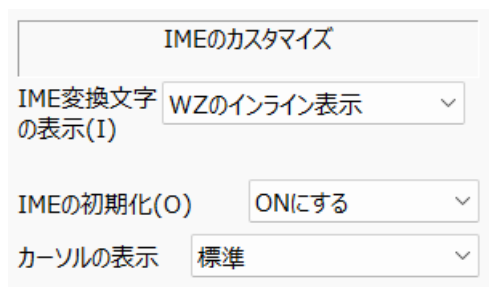 IMEのカスタマイズ
IME変換文字
の表示(I)
WZのインライン表示
IMEの初期化(O)
ONにする
カーソルの表示
標準